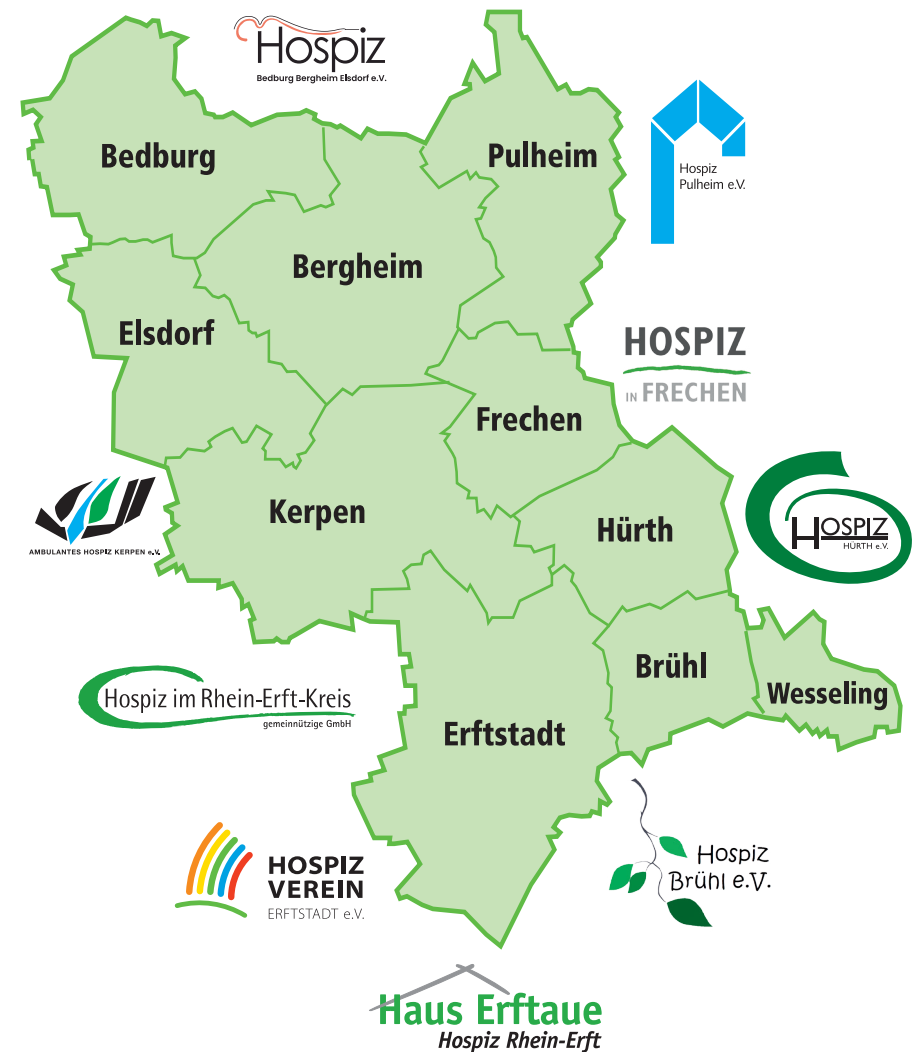 Hospiz
Bedburg Bergheim Elsdorf e.V.
Bedburg
Pulheim
Hospiz
Pulheim e.V.
Bergheim
Elsdorf
HOSPIZ
IN FRECHEN
Frechen
Kerpen
Hürth
HOSPIZ
HÜRTH e.V.
AMBULANTES HOSPIZ KERPEN e.V.
Brühl
Wesseling
Hospiz im Rhein-Erft-Kreis
gemeinnützige GmbH
Erftstadt
HOSPIZ
VEREIN
ERFTSTADT e.V.
Hospiz
Brühl e.V.
Haus Erftaue
Hospiz Rhein-Erft